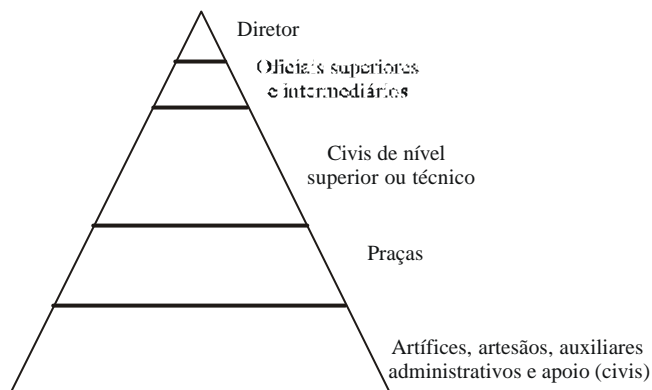 Diretor
Oficiais superiores
e intermediários
Civis de nível
superior ou técnico
Praças
Artífices, artesãos, auxiliares
administrativos e apoio (civis)